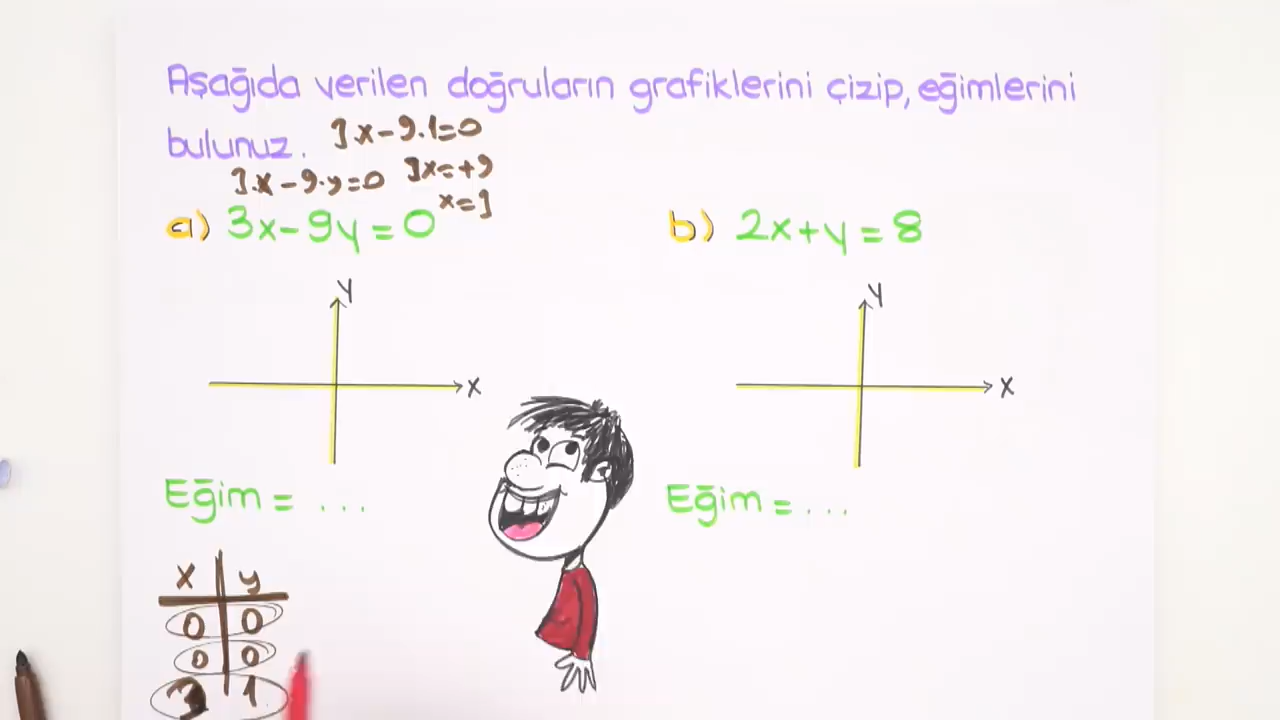 Aşağıda verilen doğruların grafiklerini çizip, eğimlerini
bulunuz.
3x-9.1=0
3.x-9.y=0
3x=+9
x=3
a) 3x-9y=0
b) 2x+y=8
y
x
y
x
Eğim = ...
Eğim = ...
x y
0 0
0 0
3 1